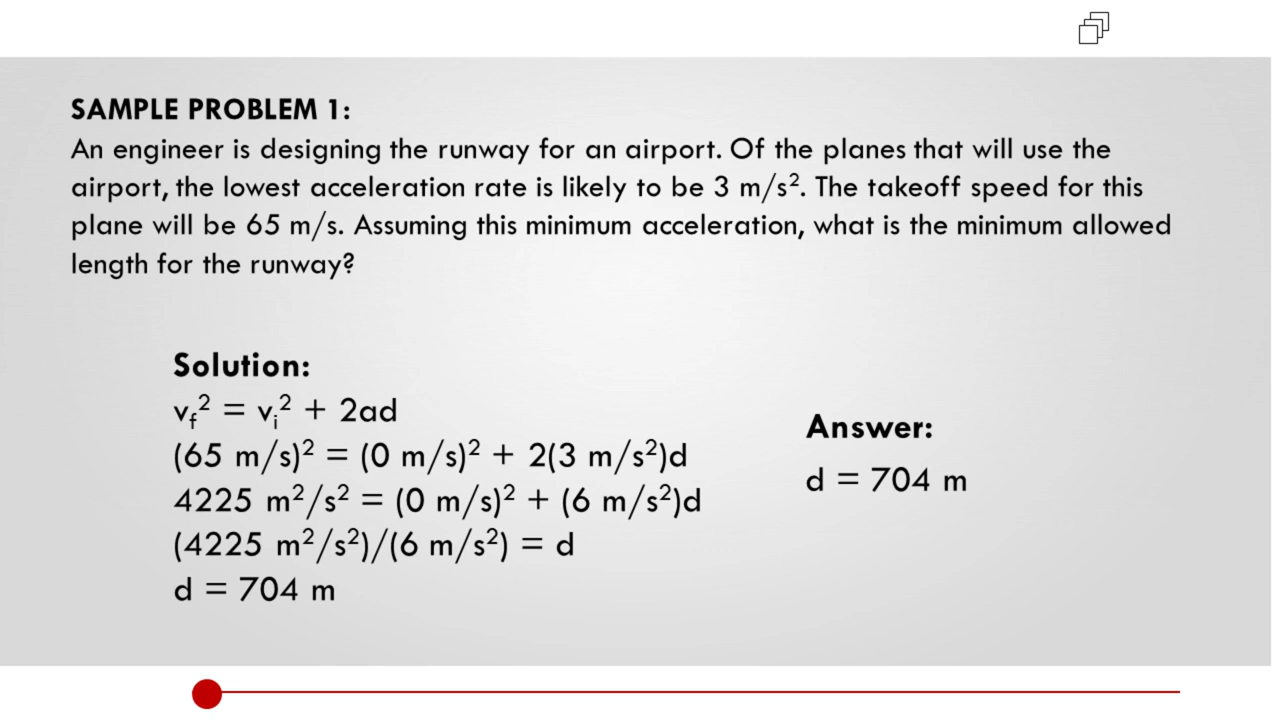 SAMPLE PROBLEM 1:
An engineer is designing the runway for an airport. Of the planes that will use the
airport, the lowest acceleration rate is likely to be 3 m/s². The takeoff speed for this
plane will be 65 m/s. Assuming this minimum acceleration, what is the minimum allowed
length for the runway?
Solution:
v_f² = v_i² + 2ad
(65 m/s)² = (0 m/s)² + 2(3 m/s²)d
4225 m²/s² = (0 m/s)² + (6 m/s²)d
(4225 m²/s²)/(6 m/s²) = d
d = 704 m
Answer:
d = 704 m